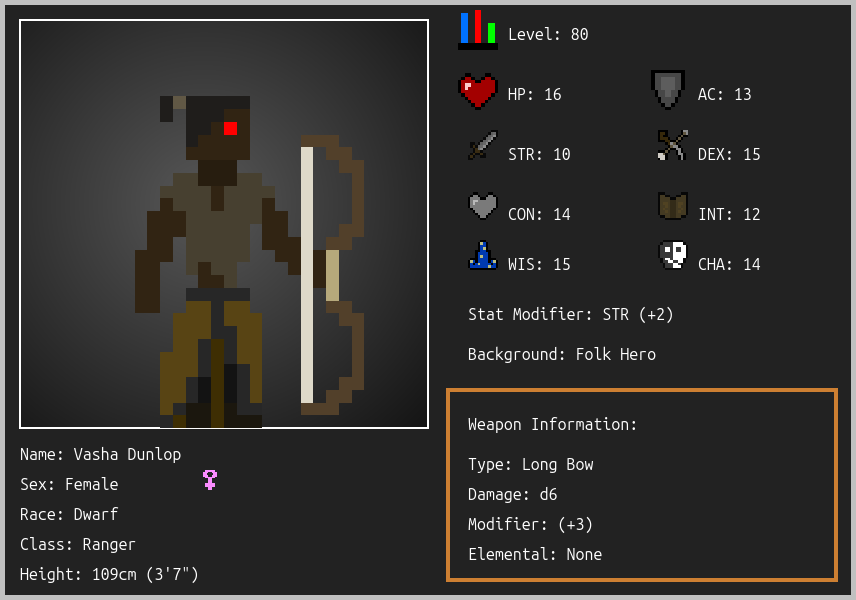 Level: 80
HP: 16
AC: 13
STR: 10
DEX: 15
CON: 14
INT: 12
WIS: 15
CHA: 14
Stat Modifier: STR (+2)
Background: Folk Hero
Weapon Information:
Type: Long Bow
Damage: d6
Modifier: (+3)
Elemental: None
Name: Vasha Dunlop
Sex: Female
Race: Dwarf
Class: Ranger
Height: 109cm (3'7")